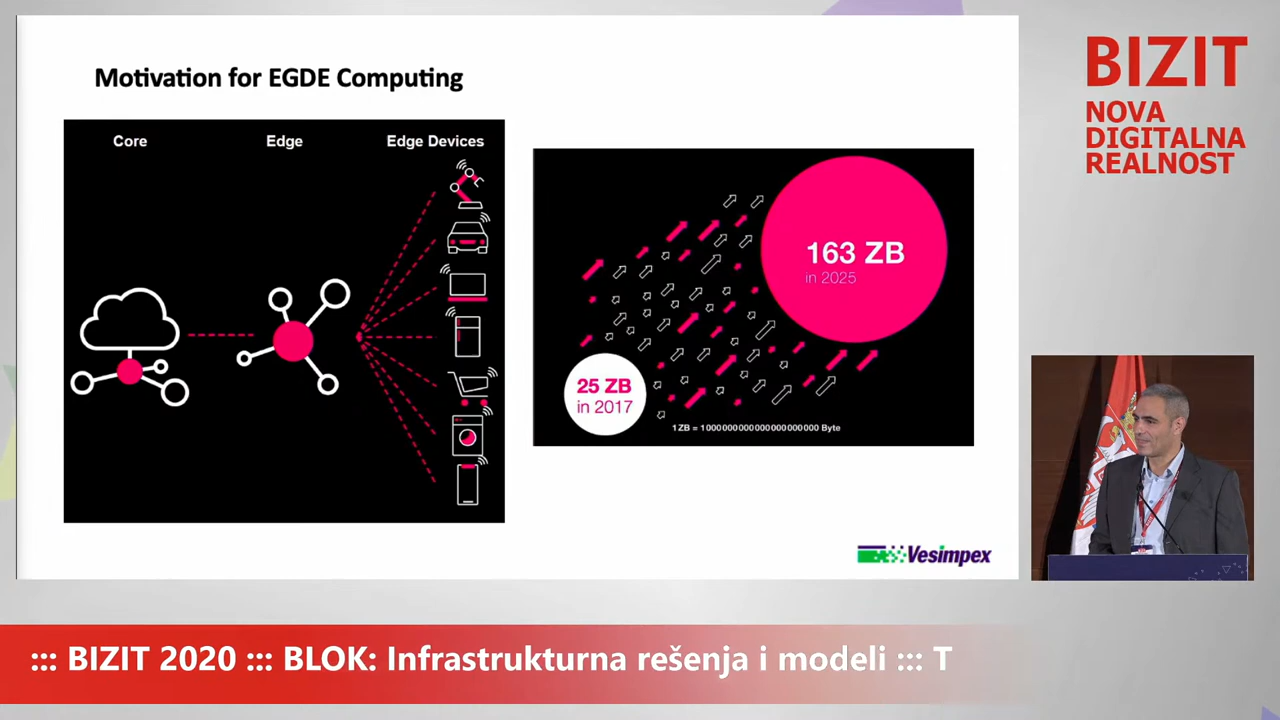 Motivation for EGDE Computing
Core
Edge
Edge Devices
163 ZB
in 2025
25 ZB
in 2017
1 ZB = 1000000000000000000000 Byte
Vesimpex
BIZIT
NOVA
DIGITALNA
REALNOST
::: BIZIT 2020 ::: BLOK: Infrastrukturna rešenja i modeli ::: T